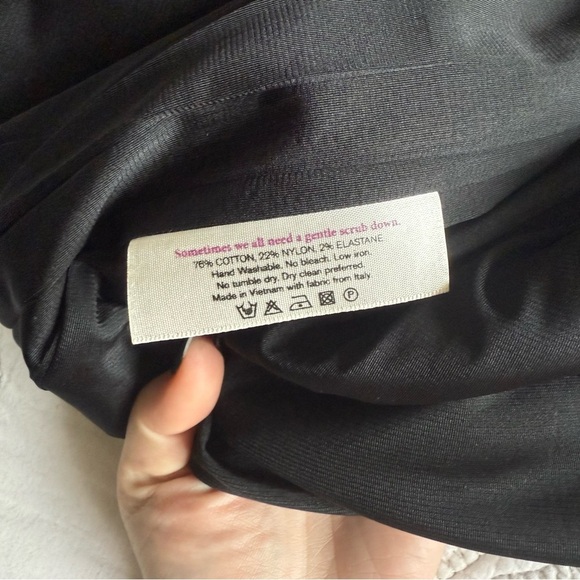 Sometimes we all need a gentle scrub down.
76% COTTON, 22% NYLON, 2% ELASTANE
Hand Washable. No bleach. Low iron.
No tumble dry. Dry clean preferred.
Made in Vietnam with fabric from Italy.
P